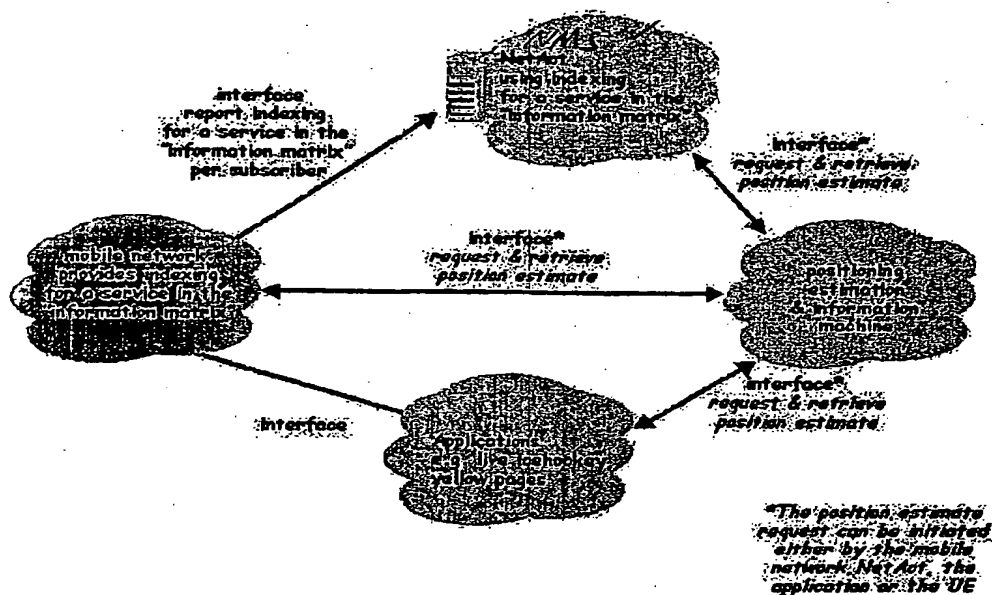 NetAct
using indexing
for a service in the
"information matrix
interface
report indexing
for a service in the
"information matrix"
per subscriber
interface*
request & retrieve
position estimate
mobile network
provides indexing
for a service in the
information matrix
interface*
request & retrieve
position estimate
positioning
estimation
& information
machine
interface*
request & retrieve
position estimate
interface
Applications
e.g. live icehockey
yellow pages
*The position estimate
request can be initiated
either by the mobile
network NetAct, the
application or the UE